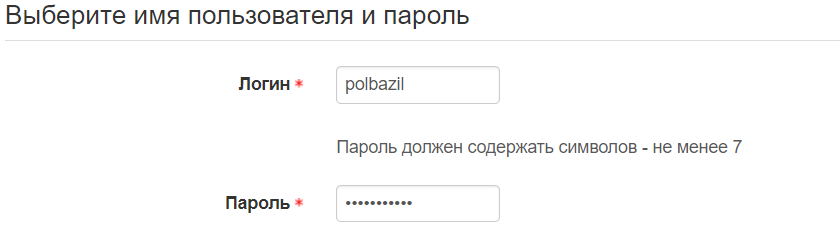 Выберите имя пользователя и пароль
Логин *
polbazil
Пароль должен содержать символов - не менее 7
Пароль *
•••••••••••